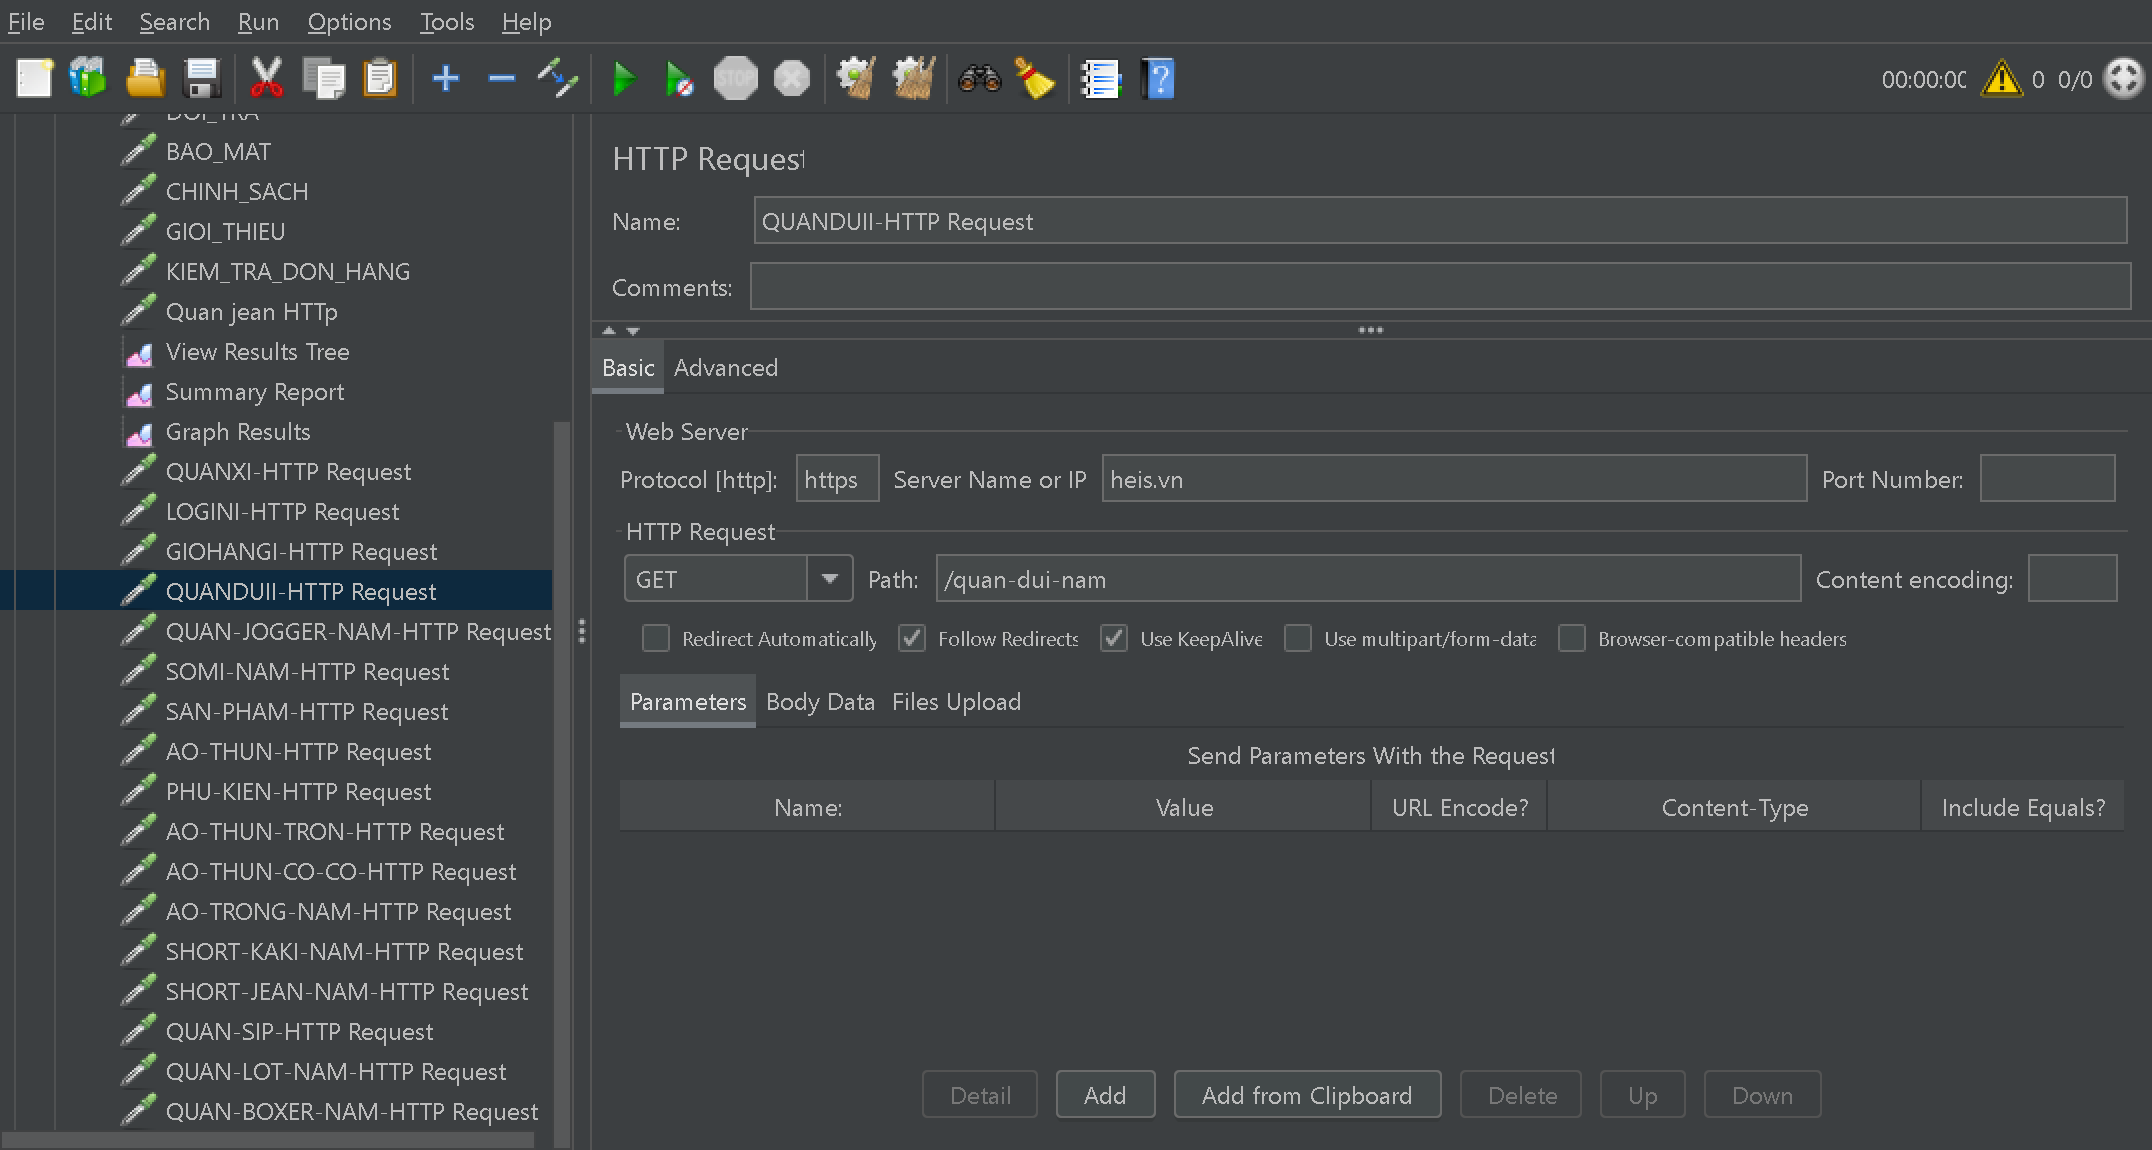 File Edit Search Run Options Tools Help
STOP
00:00:00 0 0/0
DOI_TRA
BAO_MAT
CHINH_SACH
GIOI_THIEU
KIEM_TRA_DON_HANG
Quan jean HTTp
View Results Tree
Summary Report
Graph Results
QUANXI-HTTP Request
LOGINI-HTTP Request
GIOHANGI-HTTP Request
QUANDUII-HTTP Request
QUAN-JOGGER-NAM-HTTP Request
SOMI-NAM-HTTP Request
SAN-PHAM-HTTP Request
AO-THUN-HTTP Request
PHU-KIEN-HTTP Request
AO-THUN-TRON-HTTP Request
AO-THUN-CO-CO-HTTP Request
AO-TRONG-NAM-HTTP Request
SHORT-KAKI-NAM-HTTP Request
SHORT-JEAN-NAM-HTTP Request
QUAN-SIP-HTTP Request
QUAN-LOT-NAM-HTTP Request
QUAN-BOXER-NAM-HTTP Request
HTTP Request
Name: QUANDUII-HTTP Request
Comments:
Basic Advanced
Web Server
Protocol [http]: https Server Name or IP heis.vn Port Number:
HTTP Request
GET Path: /quan-dui-nam Content encoding:
Redirect Automatically Follow Redirects Use KeepAlive Use multipart/form-data Browser-compatible headers
Parameters Body Data Files Upload
Send Parameters With the Request
Name: Value URL Encode? Content-Type Include Equals?
Detail Add Add from Clipboard Delete Up Down